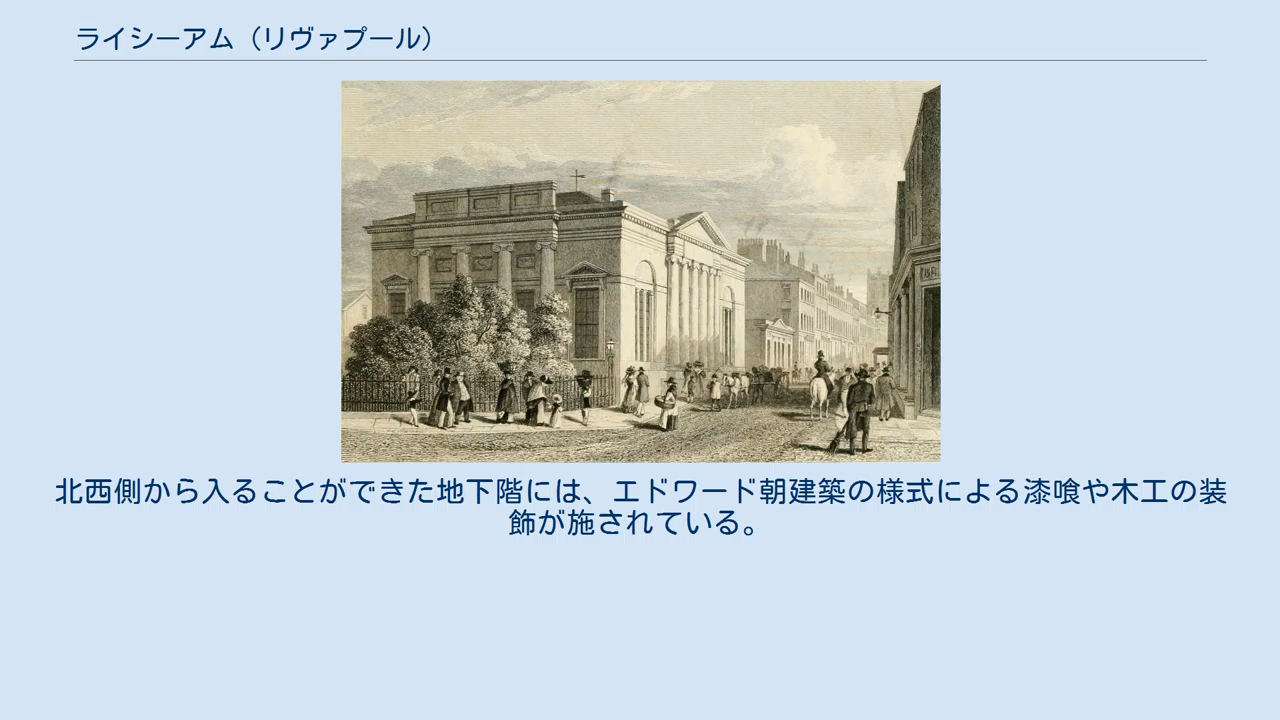 ライシーアム（リヴァプール）
北西側から入ることができた地下階には、エドワード朝建築の様式による漆喰や木工の装
飾が施されている。